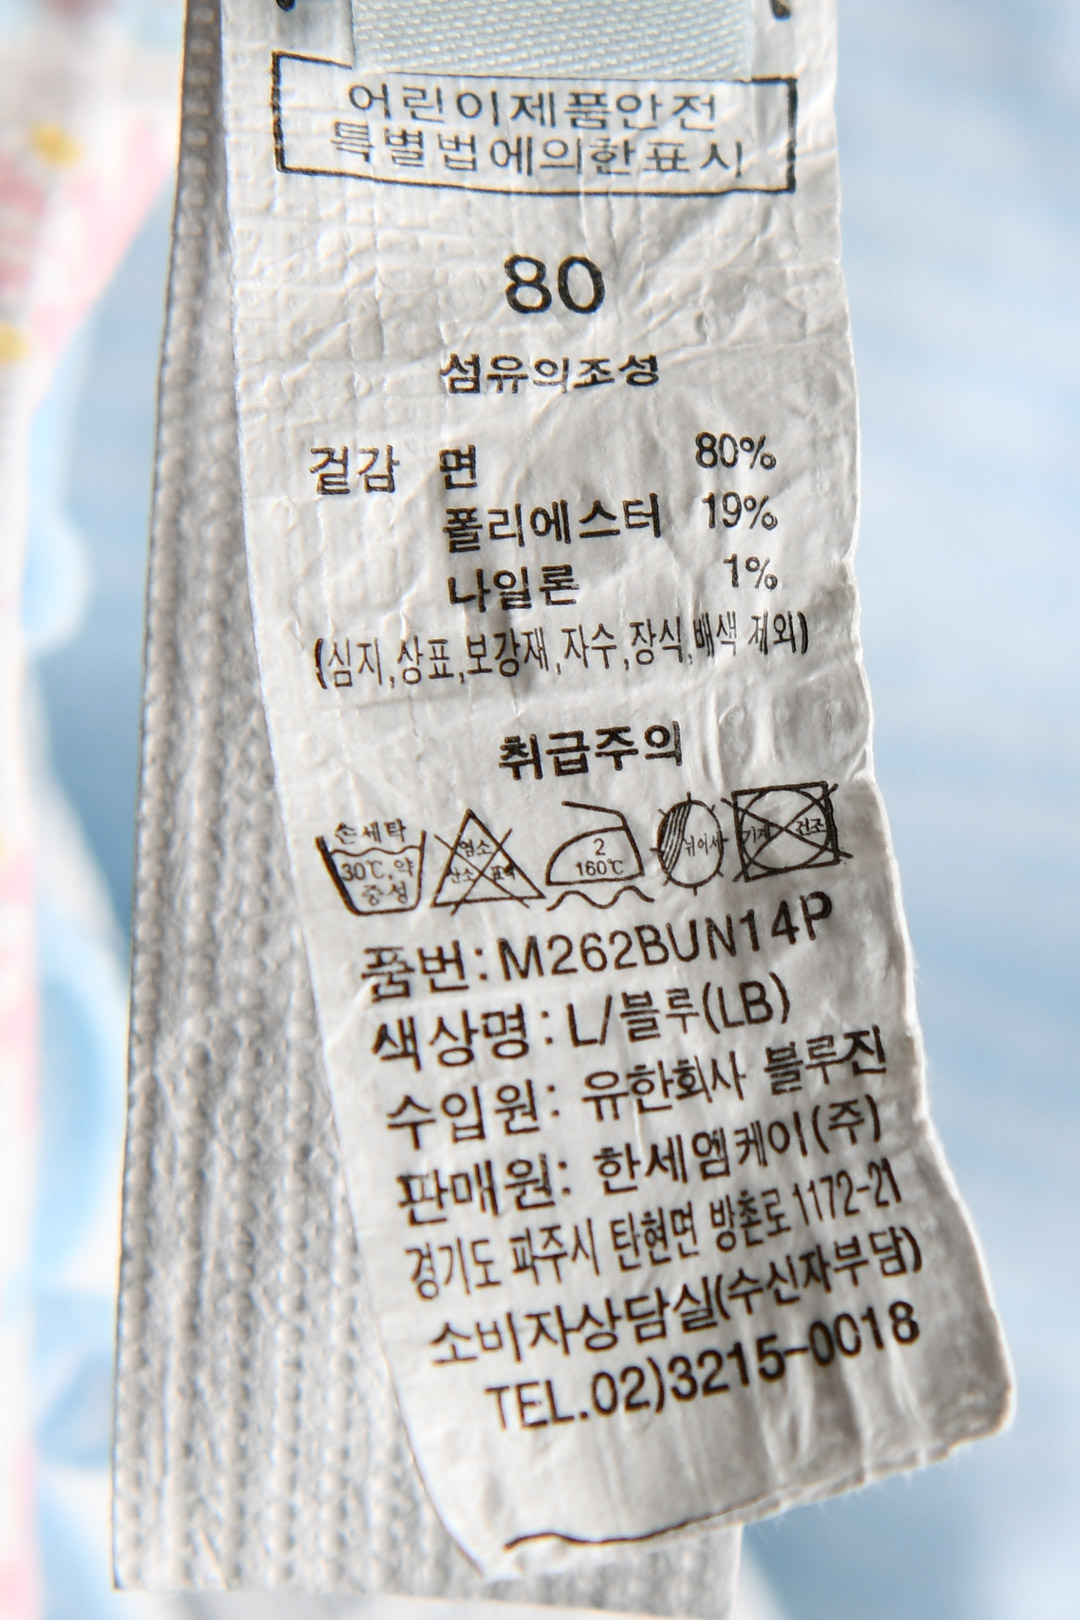 어린이제품안전
특별법에의한표시
80
섬유의조성
겉감 면 80%
폴리에스터 19%
나일론 1%
(심지,상표,보강재,자수,장식,배색 제외)
취급주의
손세탁
30℃,약
중성
염소
산소 표백
2
160℃
뉘어서
기계 건조
품번:M262BUN14P
색상명:L/블루(LB)
수입원: 유한회사 블루진
판매원: 한세엠케이(주)
경기도 파주시 탄현면 방촌로 1172-21
소비자상담실(수신자부담)
TEL.02)3215-0018